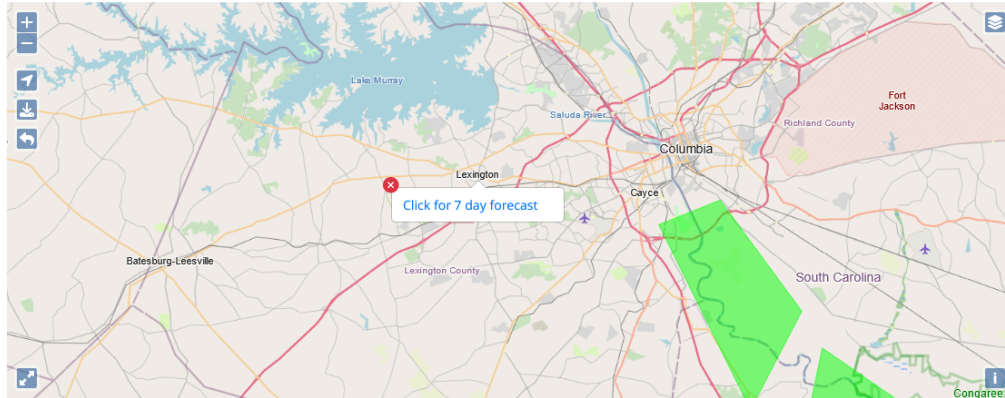 +
−
Lake Murray
Fort
Jackson
Saluda River
Richland County
Columbia
Lexington
Cayce
Click for 7 day forecast
Batesburg-Leesville
Lexington County
South Carolina
i
Congaree